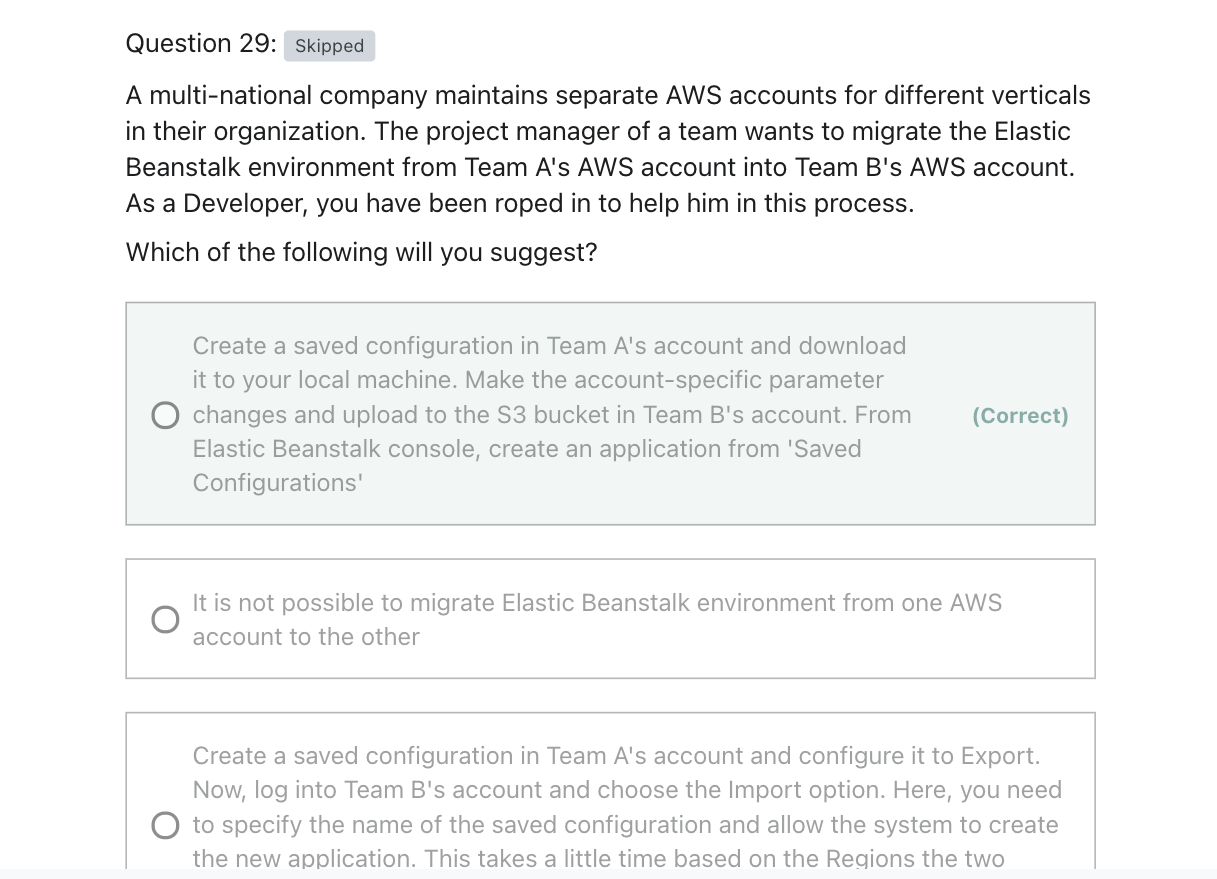 Question 29: Skipped
A multi-national company maintains separate AWS accounts for different verticals
in their organization. The project manager of a team wants to migrate the Elastic
Beanstalk environment from Team A's AWS account into Team B's AWS account.
As a Developer, you have been roped in to help him in this process.
Which of the following will you suggest?
Create a saved configuration in Team A's account and download
it to your local machine. Make the account-specific parameter
changes and upload to the S3 bucket in Team B's account. From
Elastic Beanstalk console, create an application from 'Saved
Configurations'
(Correct)
It is not possible to migrate Elastic Beanstalk environment from one AWS
account to the other
Create a saved configuration in Team A's account and configure it to Export.
Now, log into Team B's account and choose the Import option. Here, you need
to specify the name of the saved configuration and allow the system to create
the new application. This takes a little time based on the Regions the two